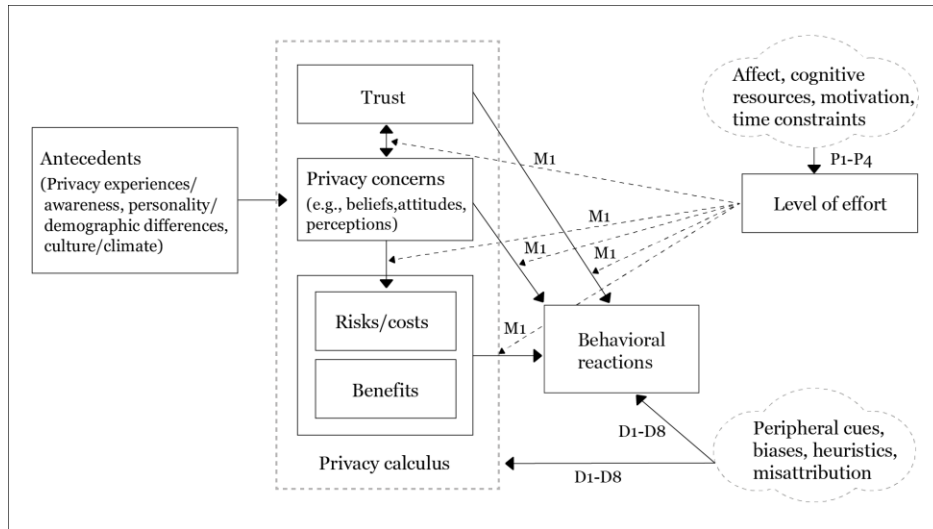 Trust
Affect, cognitive
resources, motivation,
time constraints
Antecedents
(Privacy experiences/
awareness, personality/
demographic differences,
culture/climate)
M1
P1-P4
Privacy concerns
(e.g., beliefs,attitudes,
perceptions)
Level of effort
M1
M1
Risks/costs
M1
Behavioral
reactions
Benefits
Privacy calculus
D1-D8
D1-D8
Peripheral cues,
biases, heuristics,
misattribution